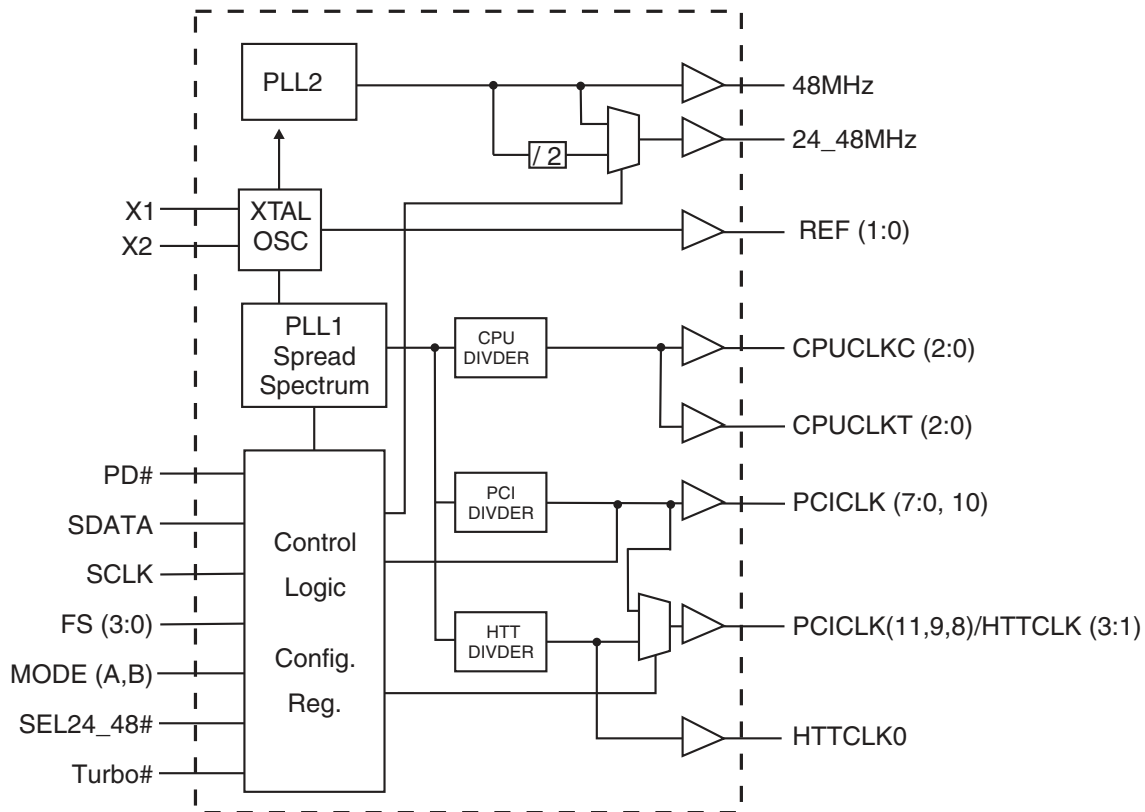 PLL2
48MHz
24_48MHz
/ 2
X1
X2
XTAL
OSC
REF (1:0)
PLL1
Spread
Spectrum
CPU
DIVDER
CPUCLKC (2:0)
CPUCLKT (2:0)
PD#
SDATA
SCLK
FS (3:0)
MODE (A,B)
SEL24_48#
Turbo#
Control
Logic
Config.
Reg.
PCI
DIVDER
PCICLK (7:0, 10)
HTT
DIVDER
PCICLK(11,9,8)/HTTCLK (3:1)
HTTCLK0